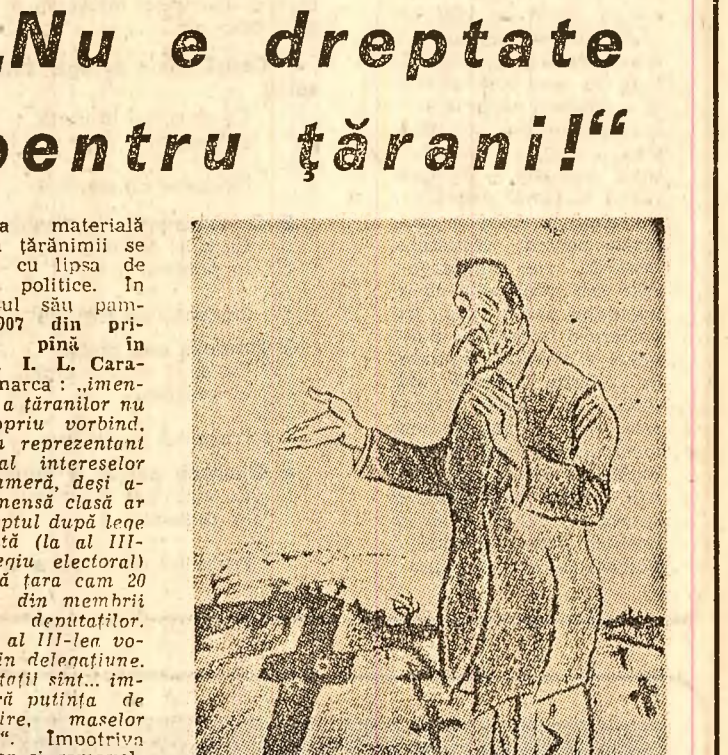 „Nu e dreptate
pentru ţărani!“
a materială
ţărănimii se
cu lipsa de
politice. În
ul său pam-
907 din pri-
pînă în
I. L. Cara-
marca : „imen-
a ţăranilor nu
opriu vorbind,
reprezentant
al intereselor
meră, deşi a-
mensă clasă ar
ptul după lege
tă (la al III-
egiu electoral)
ă ţara cam 20
din membrii
deputaţilor.
al III-lea vo-
in delegaţiune.
taţii sînt... im-
ră putinţa de
ire, maselor
“. Împotriva